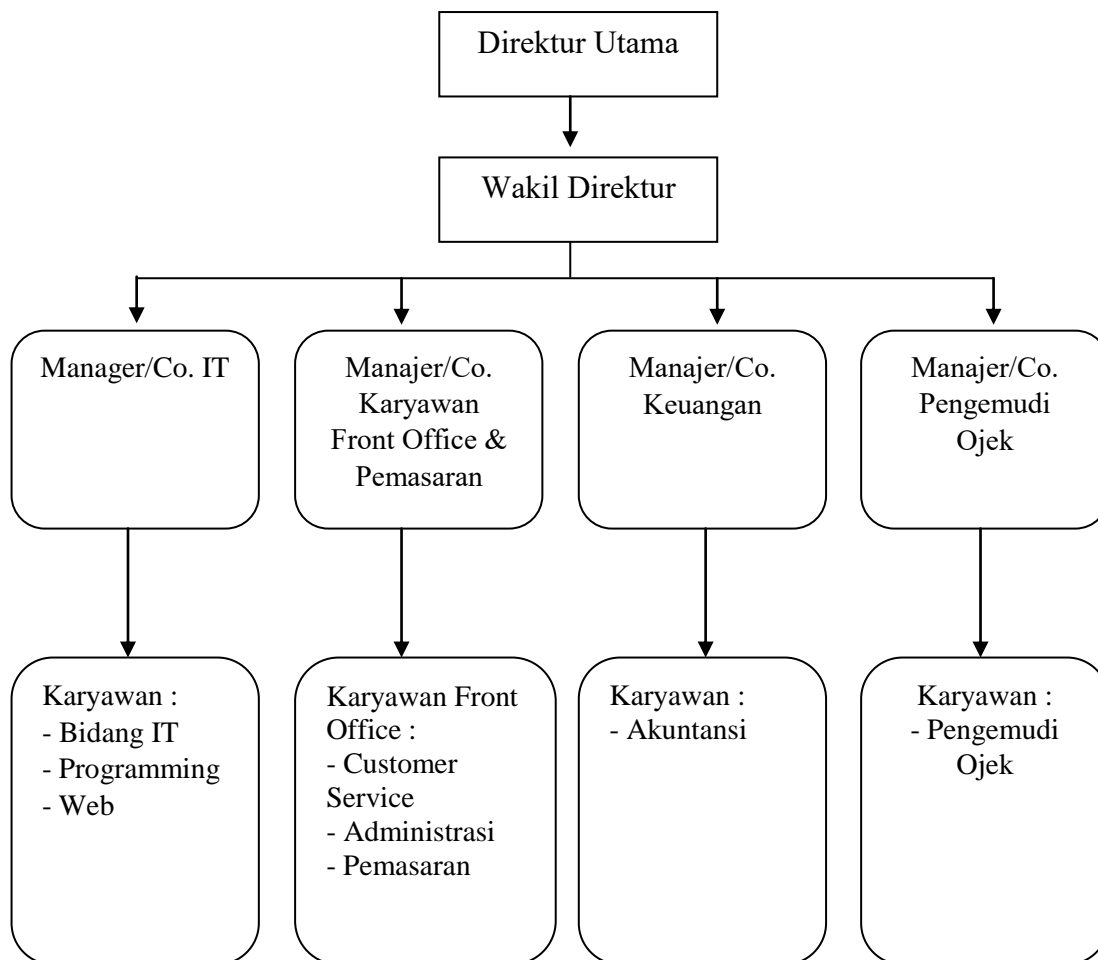 Direktur Utama
Wakil Direktur
Manager/Co. IT
Manajer/Co.
Karyawan
Front Office &
Pemasaran
Manajer/Co.
Keuangan
Manajer/Co.
Pengemudi
Ojek
Karyawan :
- Bidang IT
- Programming
- Web
Karyawan Front
Office :
- Customer
Service
- Administrasi
- Pemasaran
Karyawan :
- Akuntansi
Karyawan :
- Pengemudi
Ojek